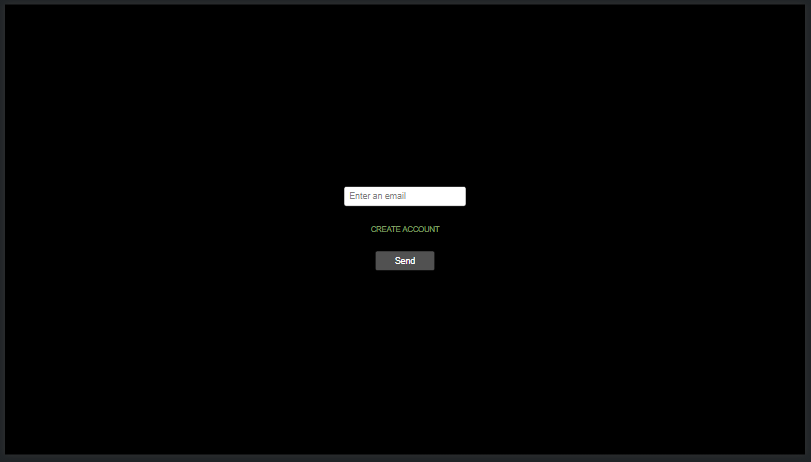 Enter an email
CREATE ACCOUNT
Send